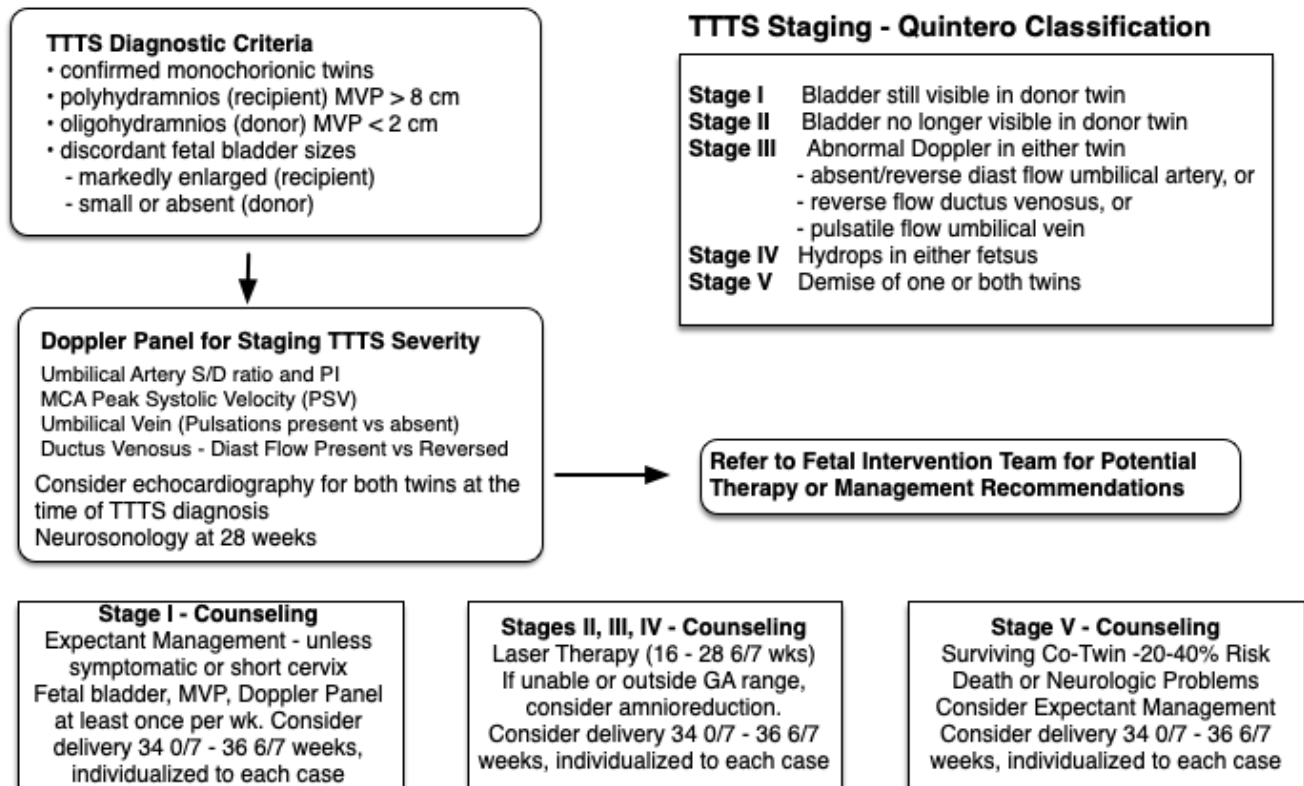 TTTS Diagnostic Criteria
• confirmed monochorionic twins
• polyhydramnios (recipient) MVP > 8 cm
• oligohydramnios (donor) MVP < 2 cm
• discordant fetal bladder sizes
- markedly enlarged (recipient)
- small or absent (donor)
TTTS Staging - Quintero Classification
Stage I Bladder still visible in donor twin
Stage II Bladder no longer visible in donor twin
Stage III Abnormal Doppler in either twin
- absent/reverse diast flow umbilical artery, or
- reverse flow ductus venosus, or
- pulsatile flow umbilical vein
Stage IV Hydrops in either fetsus
Stage V Demise of one or both twins
Doppler Panel for Staging TTTS Severity
Umbilical Artery S/D ratio and PI
MCA Peak Systolic Velocity (PSV)
Umbilical Vein (Pulsations present vs absent)
Ductus Venosus - Diast Flow Present vs Reversed
Consider echocardiography for both twins at the
time of TTTS diagnosis
Neurosonology at 28 weeks
Refer to Fetal Intervention Team for Potential
Therapy or Management Recommendations
Stage I - Counseling
Expectant Management - unless
symptomatic or short cervix
Fetal bladder, MVP, Doppler Panel
at least once per wk. Consider
delivery 34 0/7 - 36 6/7 weeks,
individualized to each case
Stages II, III, IV - Counseling
Laser Therapy (16 - 28 6/7 wks)
If unable or outside GA range,
consider amnioreduction.
Consider delivery 34 0/7 - 36 6/7
weeks, individualized to each case
Stage V - Counseling
Surviving Co-Twin -20-40% Risk
Death or Neurologic Problems
Consider Expectant Management
Consider delivery 34 0/7 - 36 6/7
weeks, individualized to each case